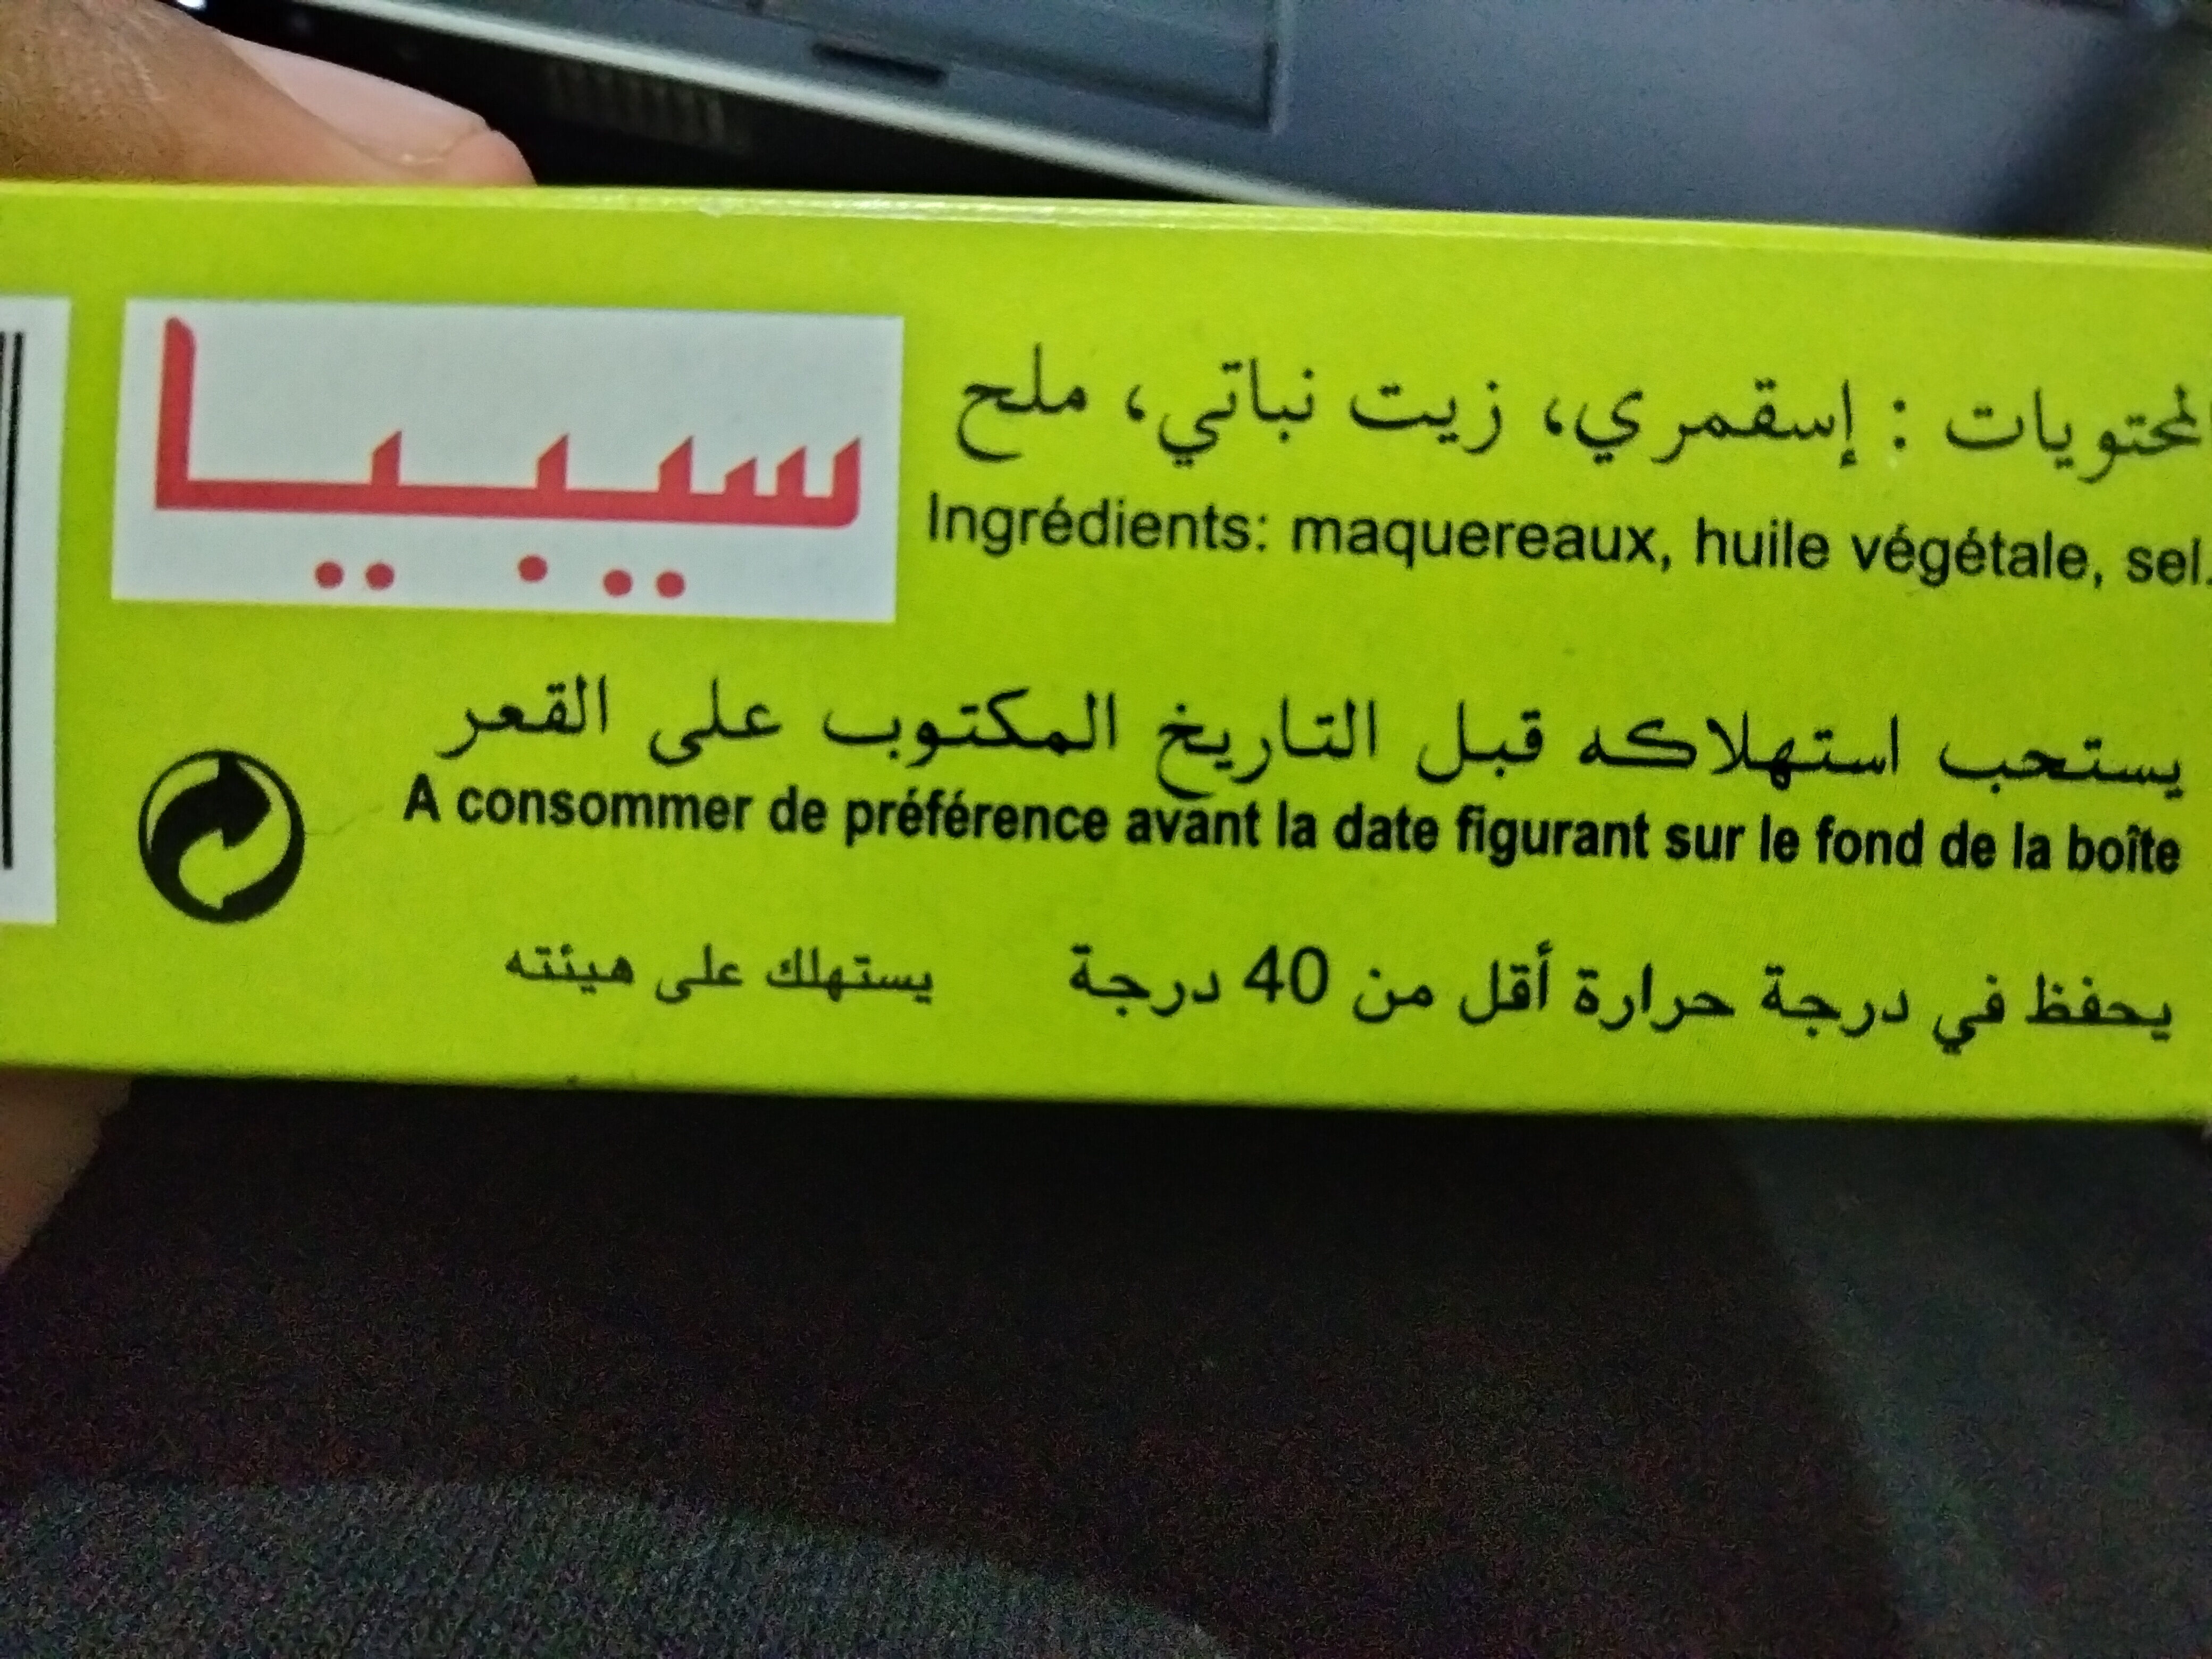 سيبيا
المحتويات : إسقمري، زيت نباتي، ملح
Ingrédients: maquereaux, huile végétale, sel.
يستحب استهلاكه قبل التاريخ المكتوب على القعر
A consommer de préférence avant la date figurant sur le fond de la boîte
يحفظ في درجة حرارة أقل من 40 درجة
يستهلك على هيئته